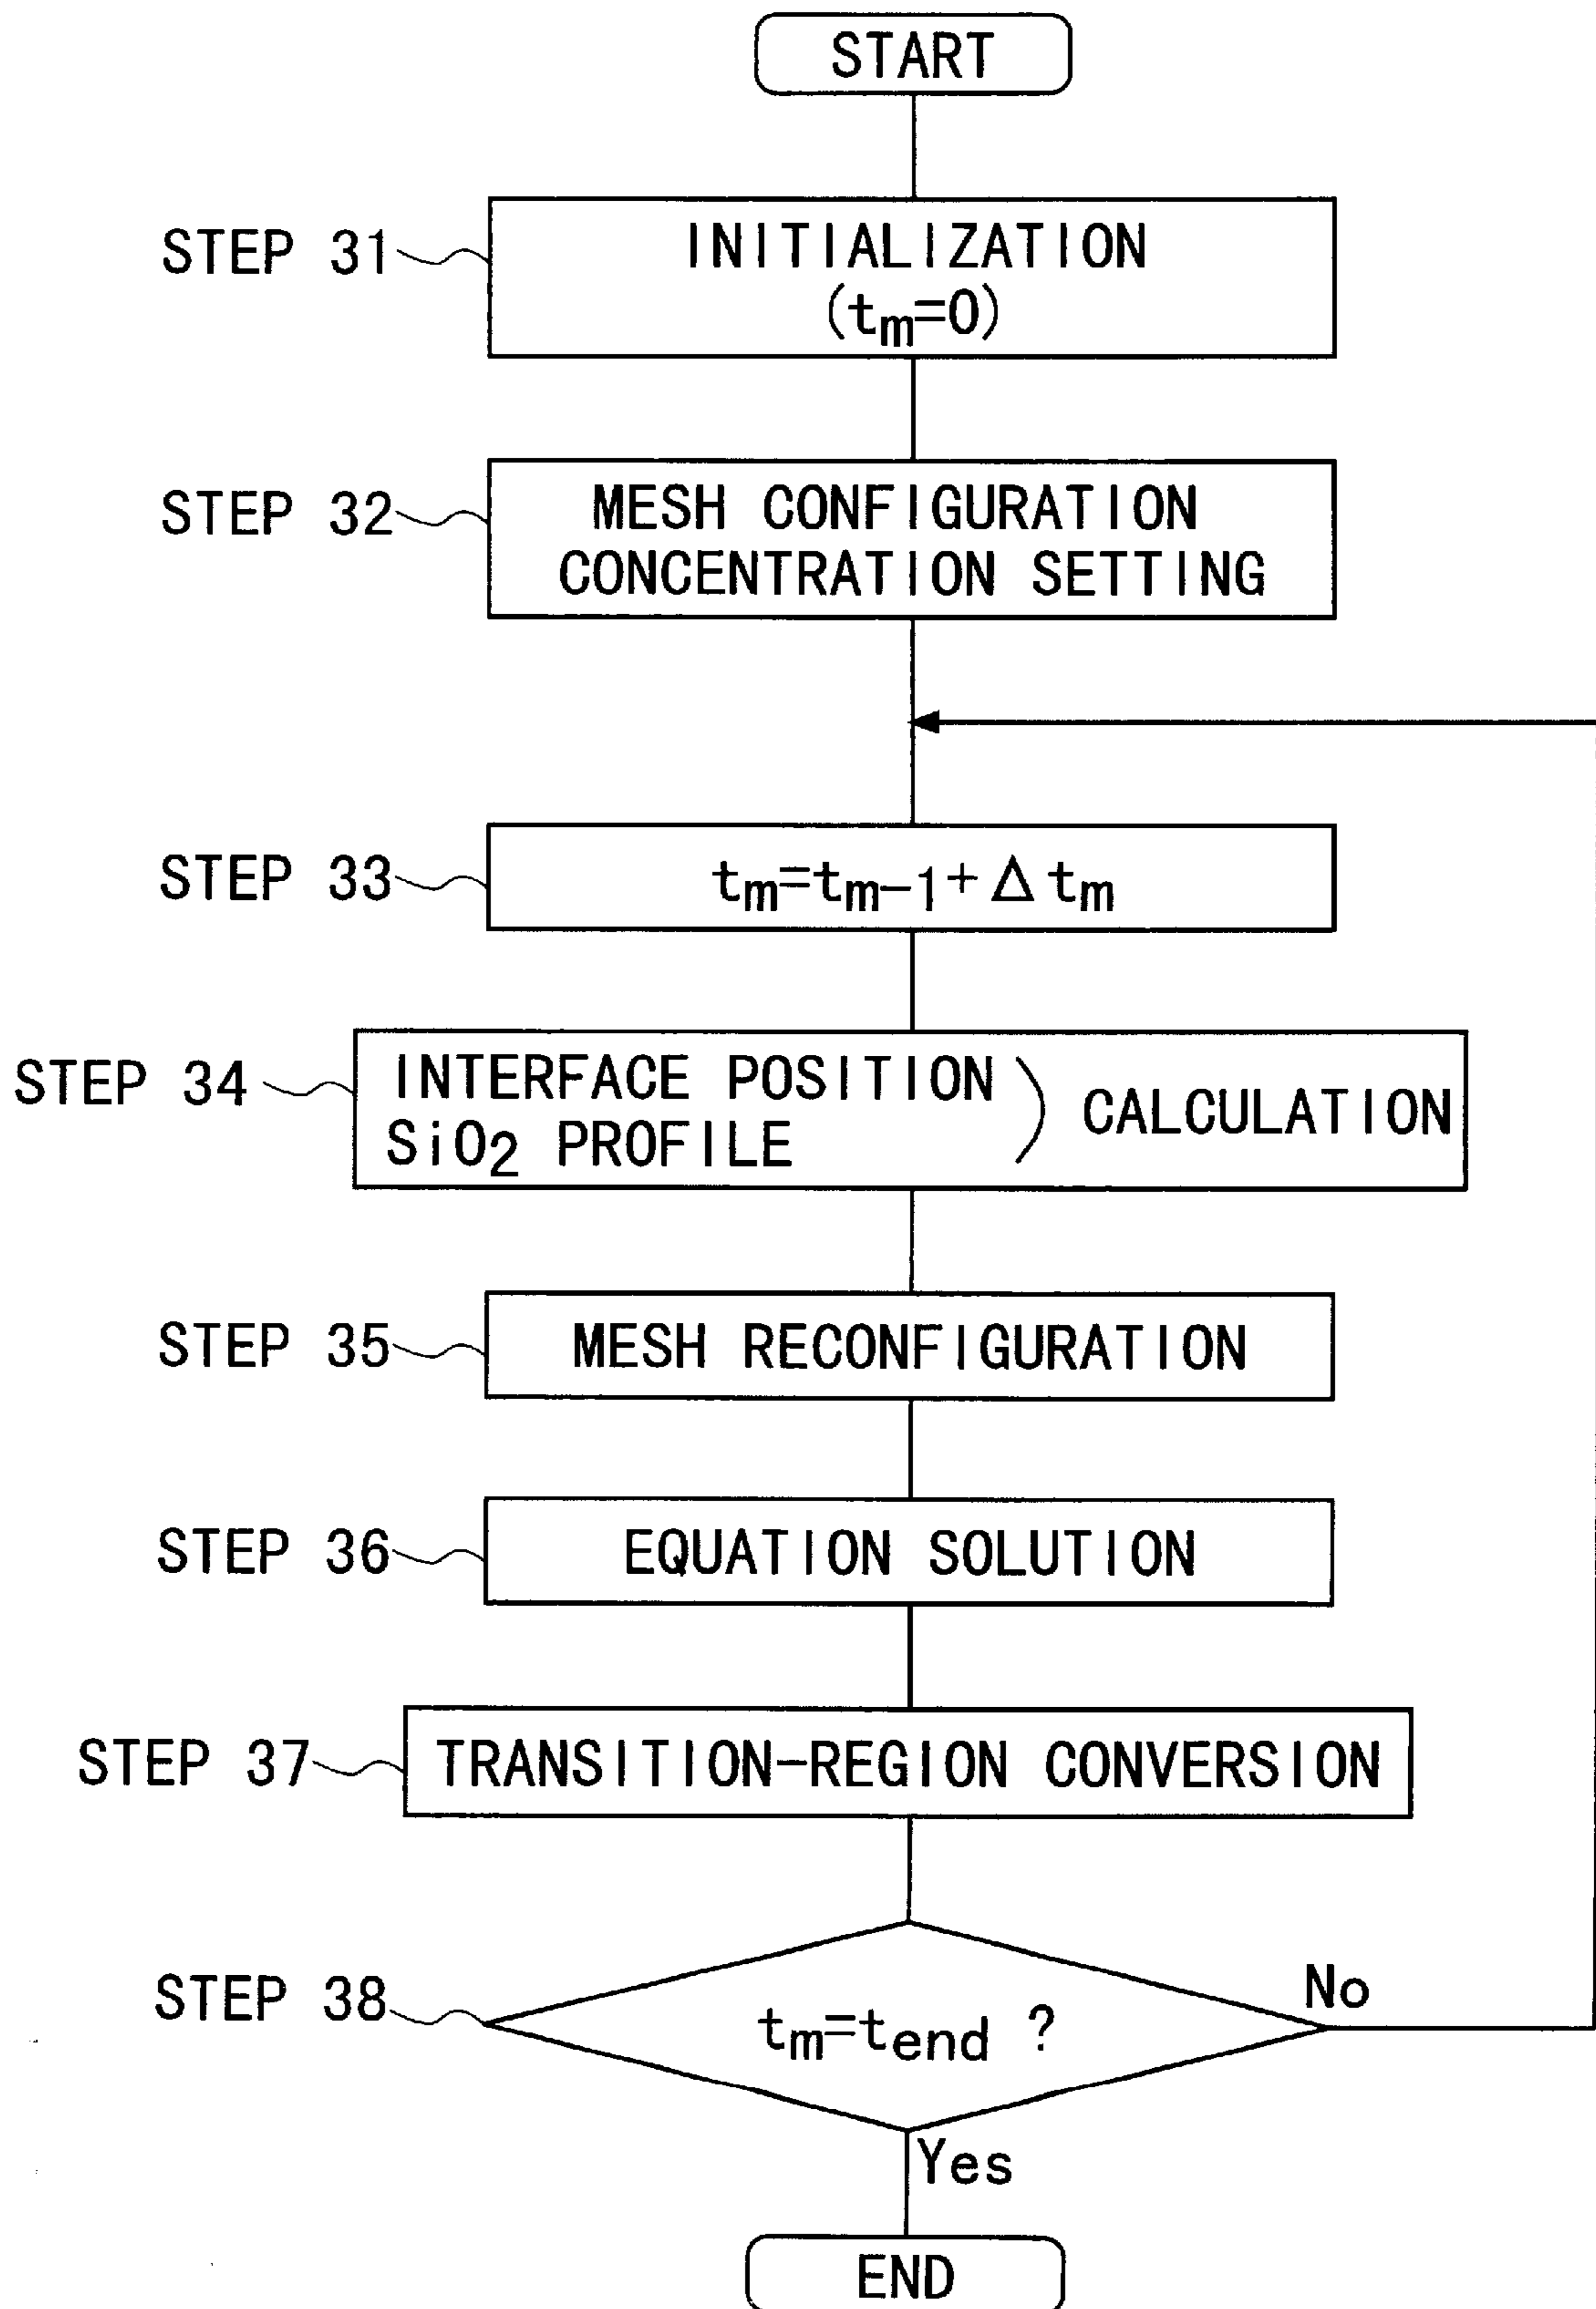 START
STEP 31
INITIALIZATION
(tm=0)
STEP 32
MESH CONFIGURATION
CONCENTRATION SETTING
STEP 33
tm=tm-1+Δtm
STEP 34
INTERFACE POSITION
SiO2 PROFILE
) CALCULATION
STEP 35
MESH RECONFIGURATION
STEP 36
EQUATION SOLUTION
STEP 37
TRANSITION-REGION CONVERSION
STEP 38
tm=tend ?
No
Yes
END